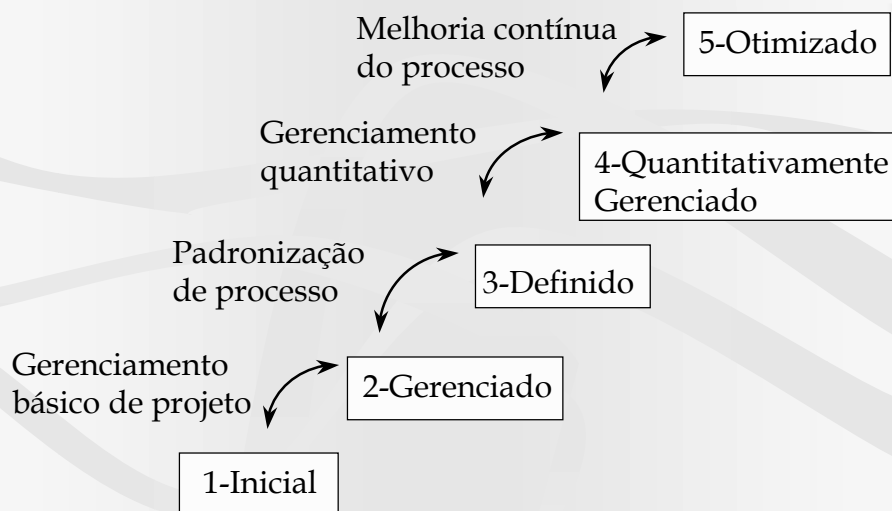 Melhoria contínua
do processo
5-Otimizado
Gerenciamento
quantitativo
4-Quantitativamente
Gerenciado
Padronização
de processo
3-Definido
Gerenciamento
básico de projeto
2-Gerenciado
1-Inicial